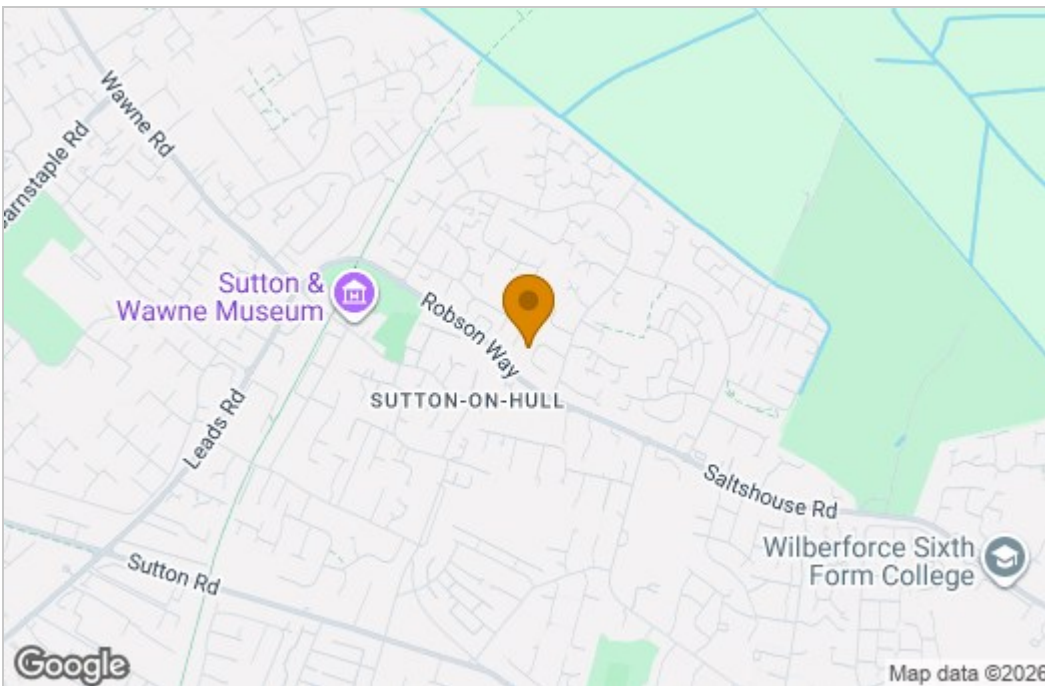 Wawne Rd
Barnstaple Rd
Sutton &
Wawne Museum
Robson Way
SUTTON-ON-HULL
Leads Rd
Saltshouse Rd
Wilberforce Sixth
Form College
Sutton Rd
Google
Map data ©2026